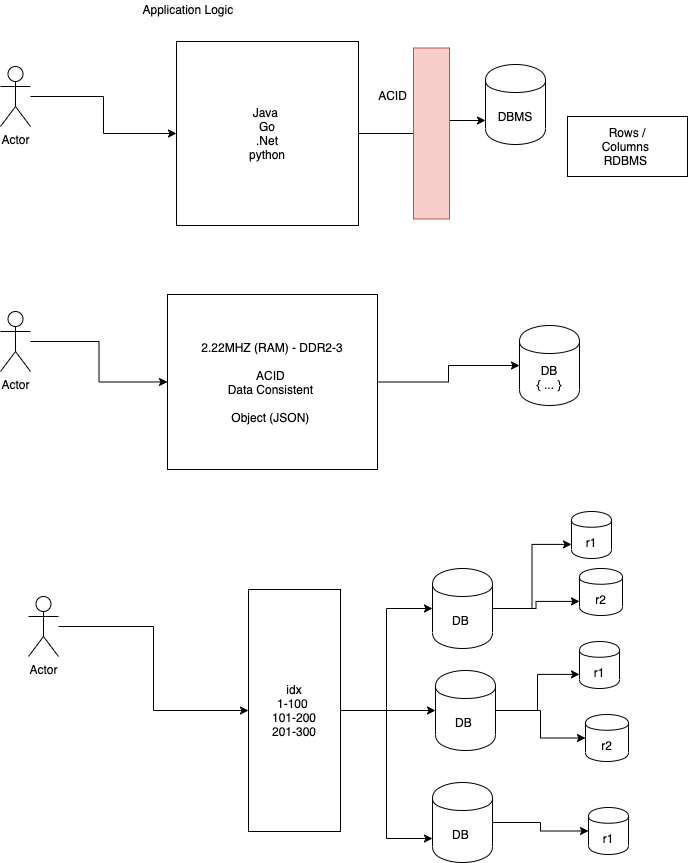 Application Logic
Actor
Java
Go
.Net
python
ACID
DBMS
Rows /
Columns
RDBMS
Actor
2.22MHZ (RAM) - DDR2-3
ACID
Data Consistent
Object (JSON)
DB
{ ... }
Actor
idx
1-100
101-200
201-300
DB
r1
r2
DB
r1
r2
DB
r1